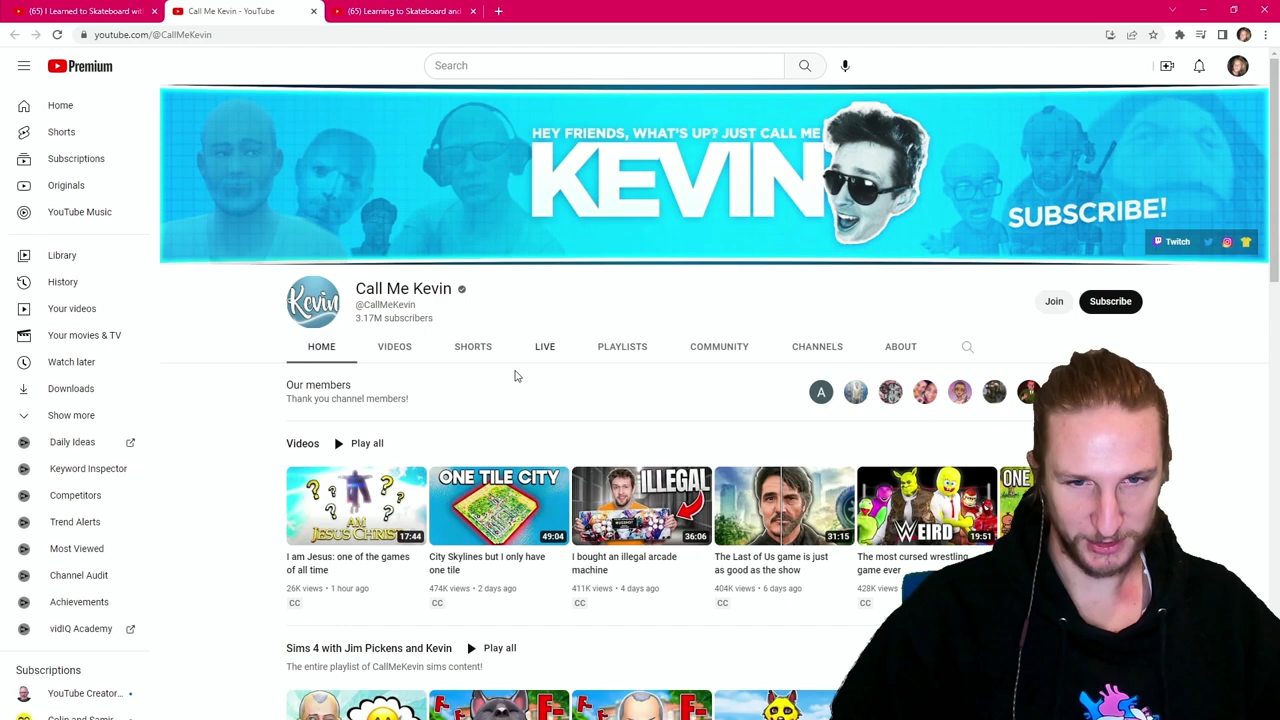 (65) I Learned to Skateboard wit
Call Me Kevin - YouTube
(65) Learning to Skateboard and
youtube.com/@CallMeKevin
Premium
Search
Home
Shorts
Subscriptions
Originals
YouTube Music
Library
History
Your videos
Your movies & TV
Watch later
Downloads
Show more
Daily Ideas
Keyword Inspector
Competitors
Trend Alerts
Most Viewed
Channel Audit
Achievements
vidIQ Academy
Subscriptions
YouTube Creator...
Colin and Samir
HEY FRIENDS, WHAT'S UP? JUST CALL ME
KEVIN
SUBSCRIBE!
Twitch
Kevin
Call Me Kevin
@CallMeKevin
3.17M subscribers
Join
Subscribe
HOME
VIDEOS
SHORTS
LIVE
PLAYLISTS
COMMUNITY
CHANNELS
ABOUT
Our members
Thank you channel members!
A
Videos
Play all
I AM
JESUS CHRIST
17:44
ONE TILE CITY
49:04
ILLEGAL
36:06
31:15
WEIRD
19:51
ONE
I am Jesus: one of the games
of all time
26K views • 1 hour ago
CC
City Skylines but I only have
one tile
474K views • 2 days ago
CC
I bought an illegal arcade
machine
411K views • 4 days ago
CC
The Last of Us game is just
as good as the show
404K views • 6 days ago
CC
The most cursed wrestling
game ever
428K views
CC
Sims 4 with Jim Pickens and Kevin
Play all
The entire playlist of CallMeKevin sims content!